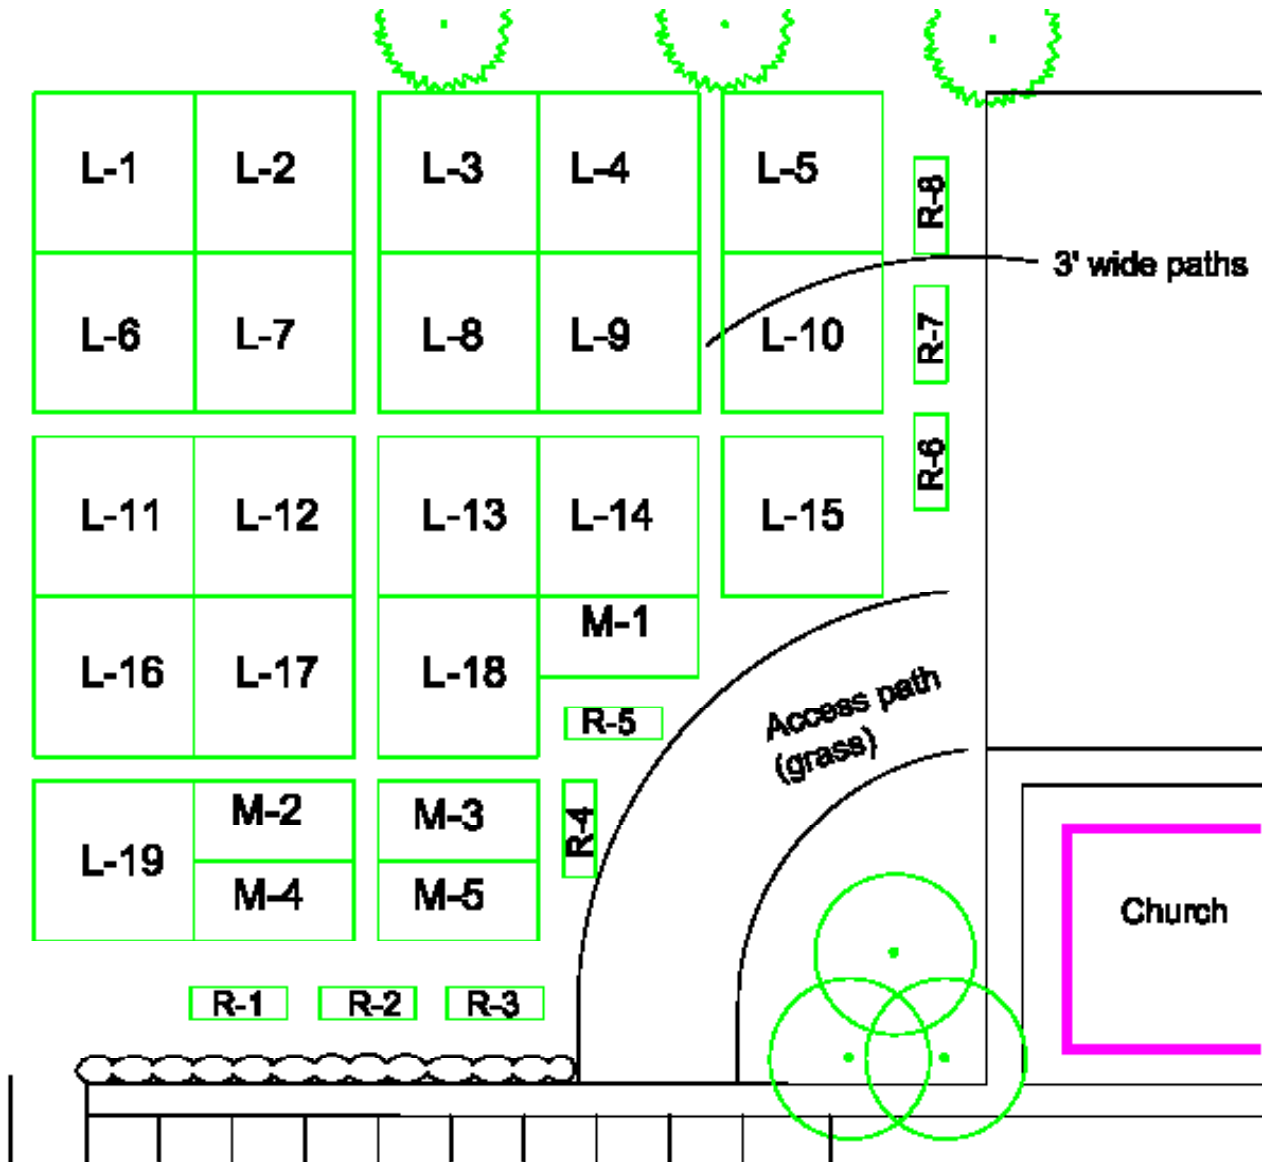 L-1
L-2
L-3
L-4
L-5
R-8
3' wide paths
L-6
L-7
L-8
L-9
L-10
R-7
R-6
L-11
L-12
L-13
L-14
L-15
M-1
L-16
L-17
L-18
R-5
Access path
(grass)
L-19
M-2
M-3
R-4
M-4
M-5
Church
R-1
R-2
R-3